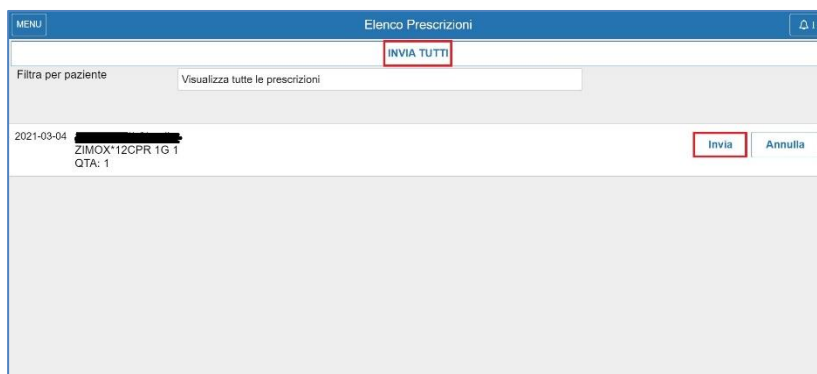 MENU
Elenco Prescrizioni
INVIA TUTTI
Filtra per paziente
Visualizza tutte le prescrizioni
2021-03-04
ZIMOX*12CPR 1G 1
QTA: 1
Invia
Annulla